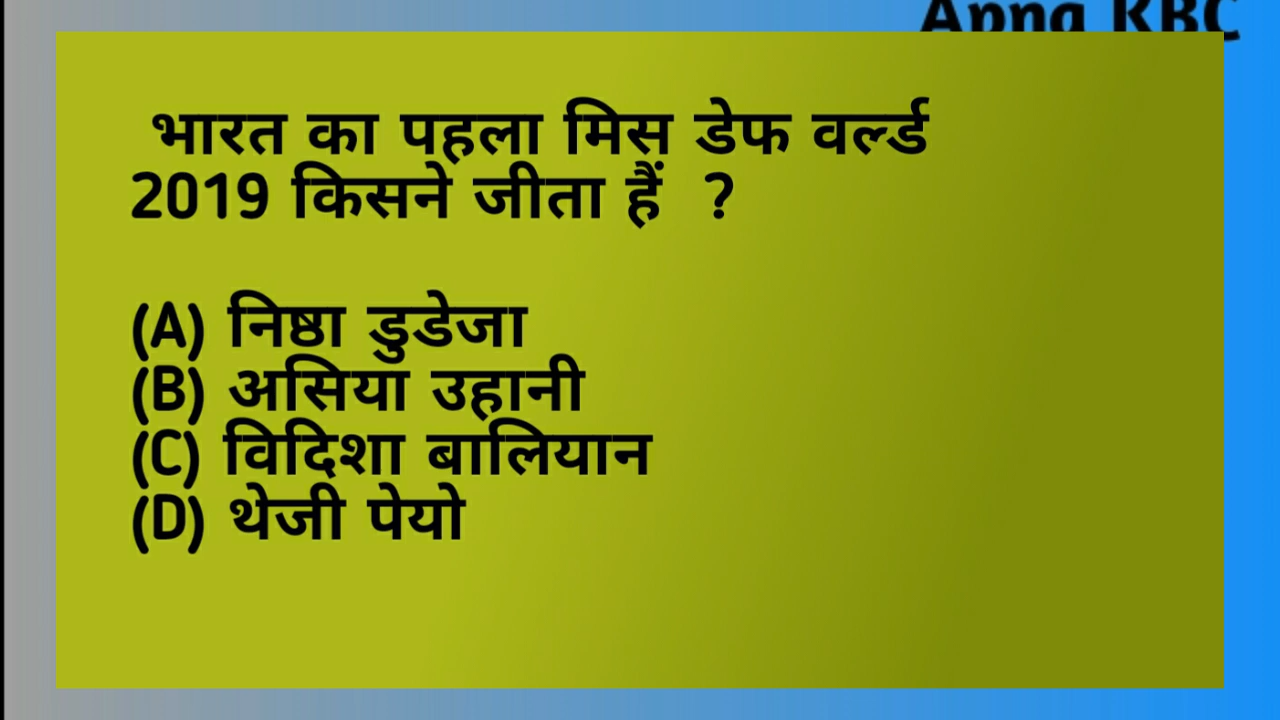 Apna KBC
भारत का पहला मिस डेफ वर्ल्ड
2019 किसने जीता हैं ?
(A) निष्ठा डुडेजा
(B) असिया उहानी
(C) विदिशा बालियान
(D) थेजी पेयो